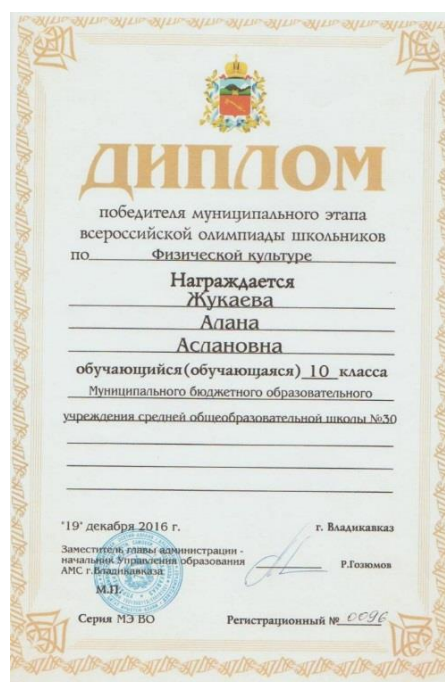 ДИПЛОМ
победителя муниципального этапа
всероссийской олимпиады школьников
по Физической культуре
Награждается
Жукаева
Алана
Аслановна
обучающийся(обучающаяся) 10 класса
Муниципального бюджетного образовательного
учреждения средней общеобразовательной школы №30
"19" декабря 2016 г.
г. Владикавказ
Заместитель главы администрации -
начальник Управления образования
АМС г.Владикавказа
Р.Гозюмов
М.П.
Серия МЭ ВО
Регистрационный № 0096